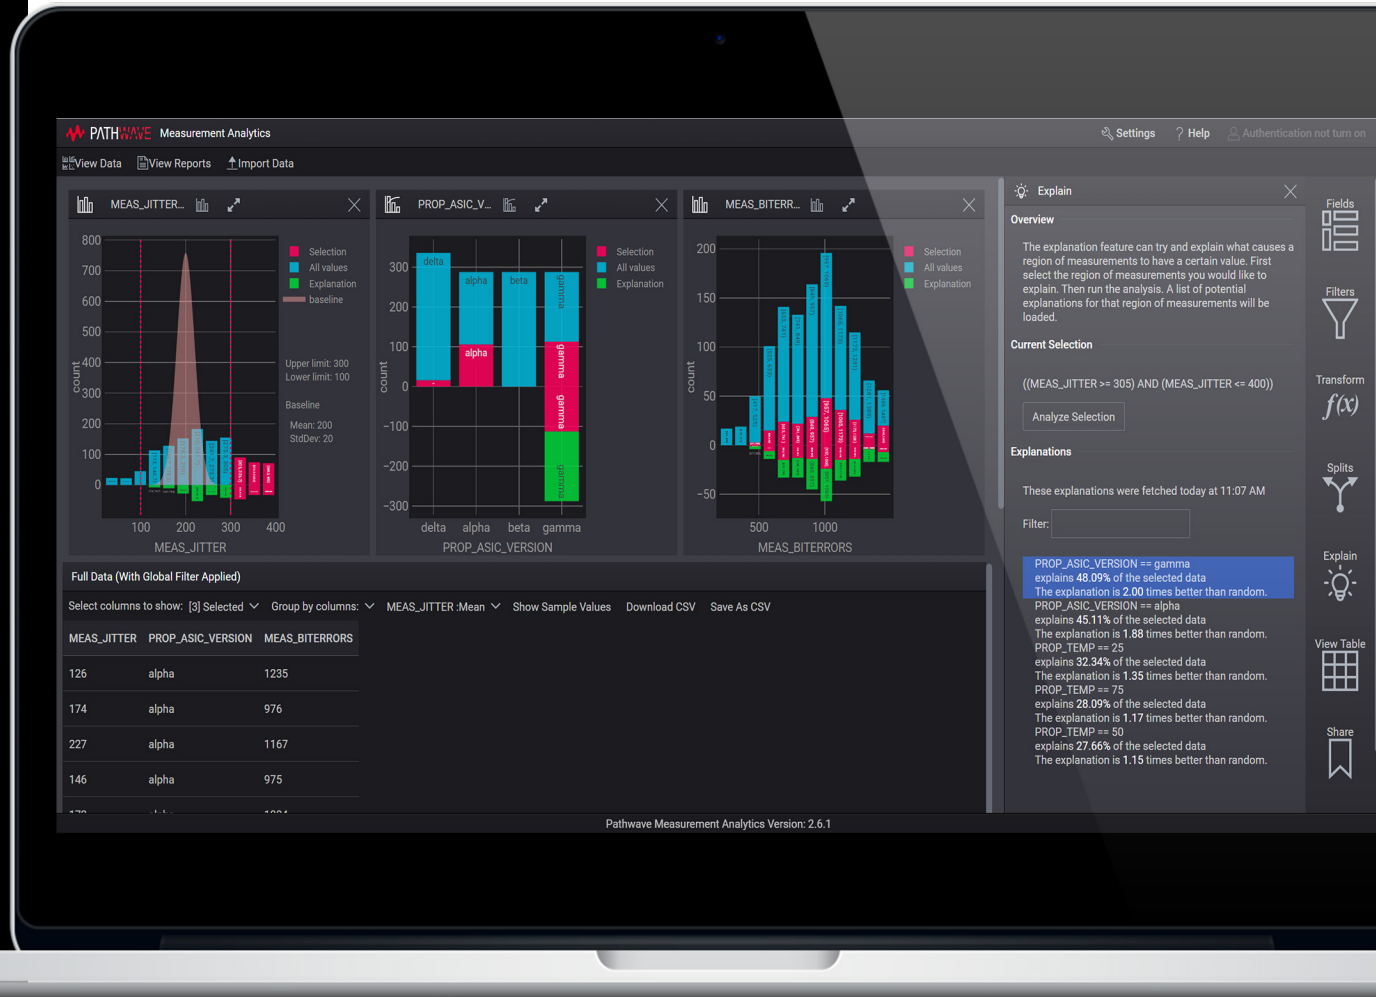 PATHWAVE Measurement Analytics
Settings
Help
Authentication not turn on
View Data
View Reports
Import Data
MEAS_JITTER...
800
700
600
500
400
300
200
100
0
count
100 200 300 400
MEAS_JITTER
Selection
All values
Explanation
baseline
Upper limit: 300
Lower limit: 100
Baseline
Mean: 200
StdDev: 20
PROP_ASIC_V...
300
200
100
0
−100
−200
−300
count
delta
alpha
beta
gamma
alpha
gamma
gamma
gamma
delta alpha beta gamma
PROP_ASIC_VERSION
Selection
All values
Explanation
MEAS_BITERR...
200
150
100
50
0
−50
count
500 1000
MEAS_BITERRORS
Selection
All values
Explanation
Full Data (With Global Filter Applied)
Select columns to show: [3] Selected Group by columns: MEAS_JITTER :Mean Show Sample Values Download CSV Save As CSV
MEAS_JITTER PROP_ASIC_VERSION MEAS_BITERRORS
126 alpha 1235
174 alpha 976
227 alpha 1167
146 alpha 975
Explain
Overview
The explanation feature can try and explain what causes a
region of measurements to have a certain value. First
select the region of measurements you would like to
explain. Then run the analysis. A list of potential
explanations for that region of measurements will be
loaded.
Current Selection
((MEAS_JITTER >= 305) AND (MEAS_JITTER <= 400))
Analyze Selection
Explanations
These explanations were fetched today at 11:07 AM
Filter:
PROP_ASIC_VERSION == gamma
explains 48.09% of the selected data
The explanation is 2.00 times better than random.
PROP_ASIC_VERSION == alpha
explains 45.11% of the selected data
The explanation is 1.88 times better than random.
PROP_TEMP == 25
explains 32.34% of the selected data
The explanation is 1.35 times better than random.
PROP_TEMP == 75
explains 28.09% of the selected data
The explanation is 1.17 times better than random.
PROP_TEMP == 50
explains 27.66% of the selected data
The explanation is 1.15 times better than random.
Fields
Filters
Transform
f(x)
Splits
Explain
View Table
Share
Pathwave Measurement Analytics Version: 2.6.1